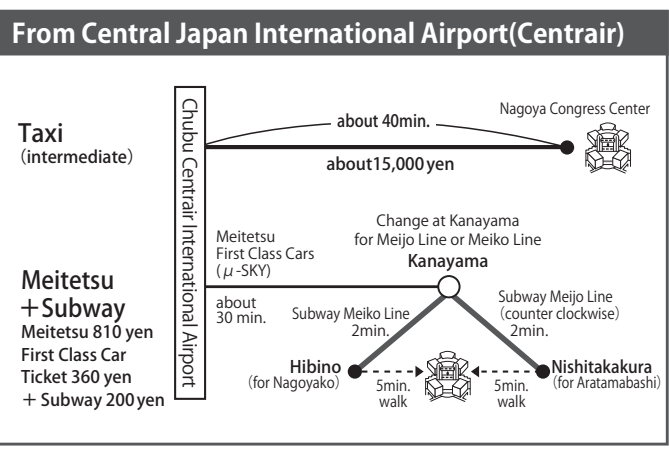 From Central Japan International Airport(Centrair)
Taxi
(intermediate)
Chubu Centrair International Airport
about 40min.
about15,000 yen
Nagoya Congress Center
Meitetsu
+Subway
Meitetsu 810 yen
First Class Car
Ticket 360 yen
+ Subway 200 yen
Meitetsu
First Class Cars
(μ-SKY)
about
30 min.
Change at Kanayama
for Meijo Line or Meiko Line
Kanayama
Subway Meiko Line
2min.
Subway Meijo Line
(counter clockwise)
2min.
Hibino
(for Nagoyako)
5min.
walk
5min.
walk
Nishitakakura
(for Aratamabashi)